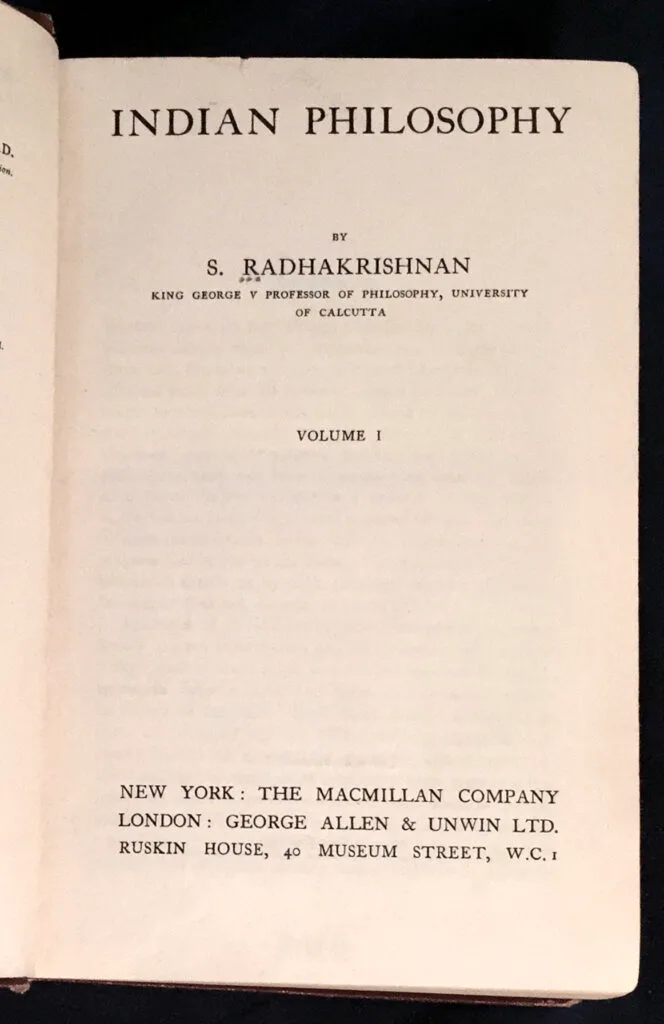 D.
INDIAN PHILOSOPHY
BY
S. RADHAKRISHNAN
KING GEORGE V PROFESSOR OF PHILOSOPHY, UNIVERSITY
OF CALCUTTA
VOLUME I
NEW YORK: THE MACMILLAN COMPANY
LONDON: GEORGE ALLEN & UNWIN LTD.
RUSKIN HOUSE, 40 MUSEUM STREET, W.C. 1